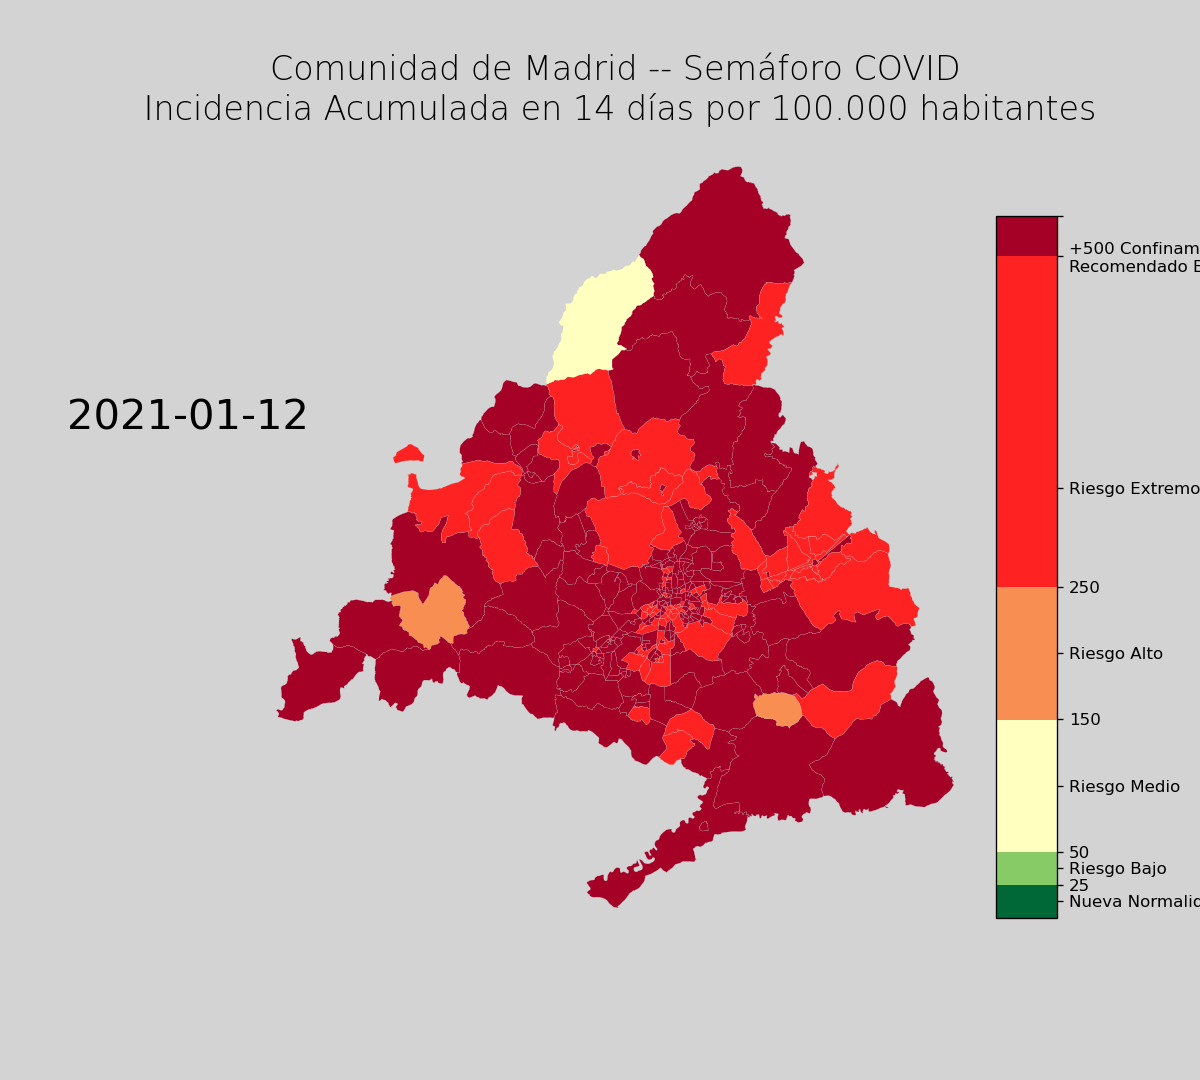 Comunidad de Madrid -- Semáforo COVID
Incidencia Acumulada en 14 días por 100.000 habitantes
2021-01-12
+500 Confinam
Recomendado E
Riesgo Extremo
250
Riesgo Alto
150
Riesgo Medio
50
Riesgo Bajo
25
Nueva Normalid